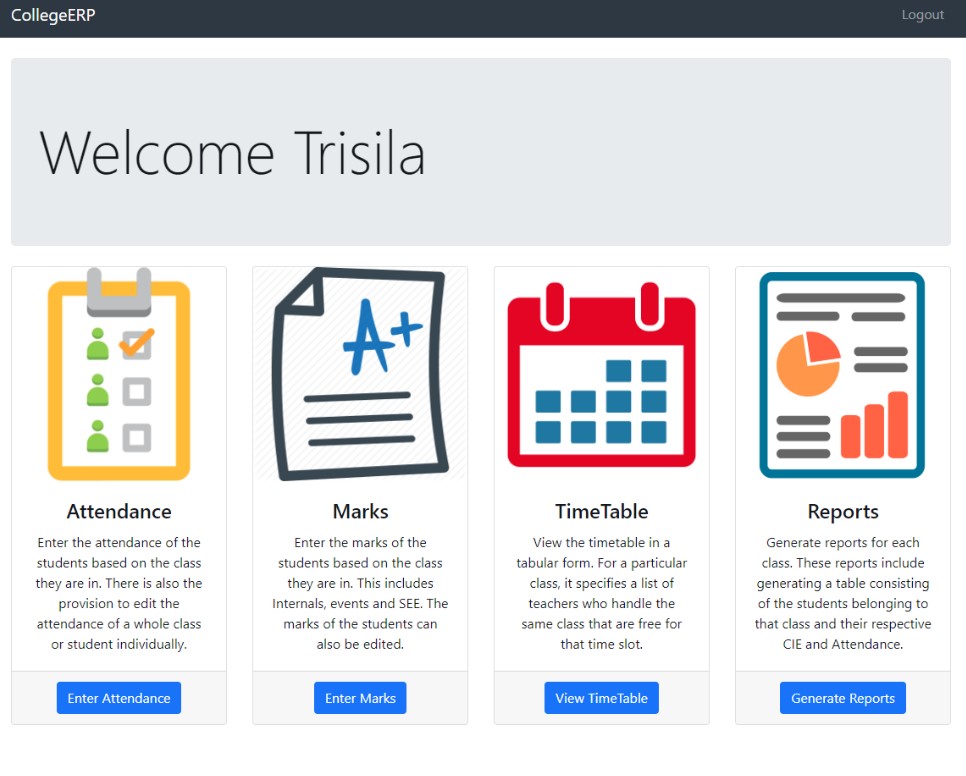 CollegeERP
Logout
Welcome Trisila
A+
Attendance
Enter the attendance of the
students based on the class
they are in. There is also the
provision to edit the
attendance of a whole class
or student individually.
Enter Attendance
Marks
Enter the marks of the
students based on the class
they are in. This includes
Internals, events and SEE. The
marks of the students can
also be edited.
Enter Marks
TimeTable
View the timetable in a
tabular form. For a particular
class, it specifies a list of
teachers who handle the
same class that are free for
that time slot.
View TimeTable
Reports
Generate reports for each
class. These reports include
generating a table consisting
of the students belonging to
that class and their respective
CIE and Attendance.
Generate Reports